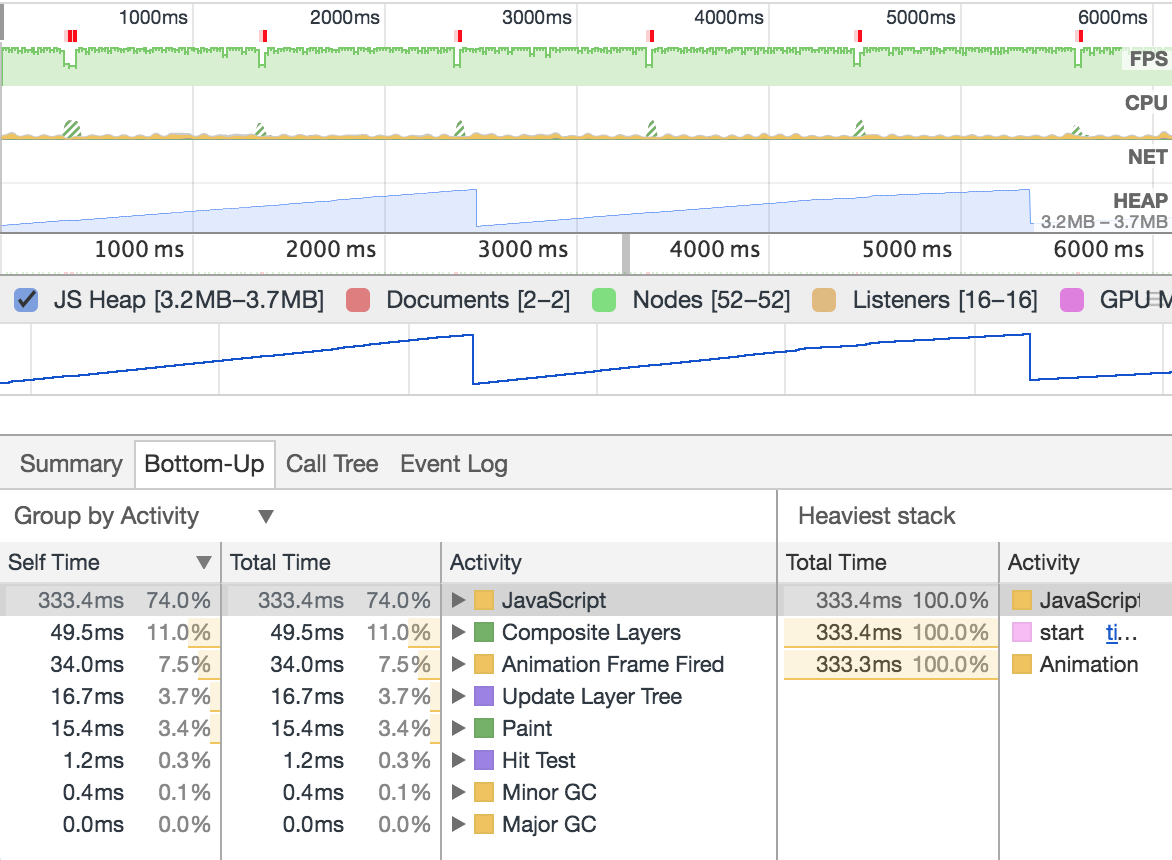 1000ms 2000ms 3000ms 4000ms 5000ms 6000ms
FPS
CPU
NET
HEAP
3.2MB – 3.7MB
1000 ms 2000 ms 3000 ms 4000 ms 5000 ms 6000 ms
JS Heap [3.2MB–3.7MB] Documents [2–2] Nodes [52–52] Listeners [16–16] GPU M
Summary Bottom-Up Call Tree Event Log
Group by Activity ▼ Heaviest stack
Self Time ▼ Total Time Activity Total Time Activity
333.4ms 74.0% 333.4ms 74.0% ▶ JavaScript 333.4ms 100.0% JavaScript
49.5ms 11.0% 49.5ms 11.0% ▶ Composite Layers 333.4ms 100.0% start ti…
34.0ms 7.5% 34.0ms 7.5% ▶ Animation Frame Fired 333.3ms 100.0% Animation
16.7ms 3.7% 16.7ms 3.7% ▶ Update Layer Tree
15.4ms 3.4% 15.4ms 3.4% ▶ Paint
1.2ms 0.3% 1.2ms 0.3% ▶ Hit Test
0.4ms 0.1% 0.4ms 0.1% ▶ Minor GC
0.0ms 0.0% 0.0ms 0.0% ▶ Major GC